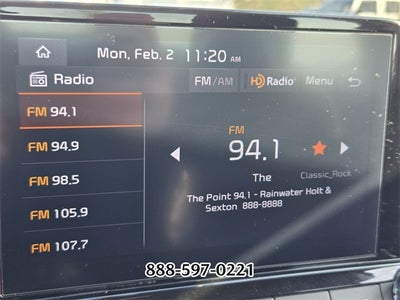 Mon, Feb. 2 11:20 AM
Radio FM/AM HD Radio Menu
FM 94.1
FM 94.9
FM 98.5
FM 105.9
FM 107.7
FM
94.1
The Classic_Rock
The Point 94.1 - Rainwater Holt &
Sexton 888-8888
888-597-0221